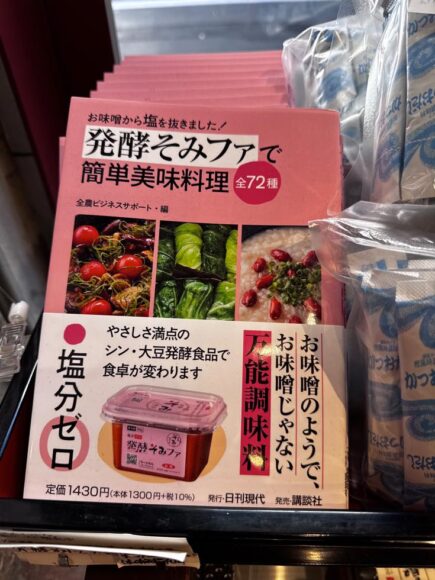 お味噌から塩を抜きました!
発酵そみファで
簡単美味料理
全72種
全農ビジネスサポート・編
お味噌のようで、
お味噌じゃない
万能調味料
やさしさ満点の
シン・大豆発酵食品で
食卓が変わります
●塩分ゼロ
発酵そみファ
定価1430円(本体1300円+税10%)
発行・日刊現代
発売・講談社
かつおだし